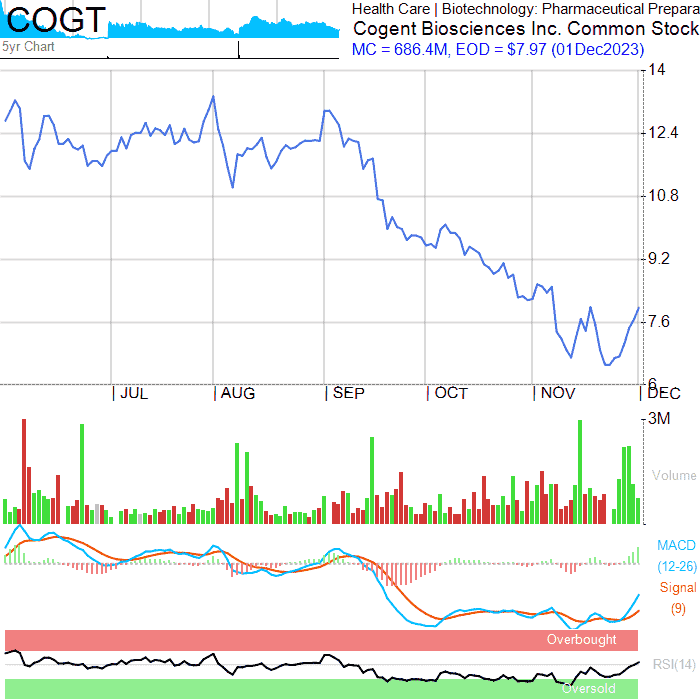 COGT
5yr Chart
Health Care | Biotechnology: Pharmaceutical Prepara
Cogent Biosciences Inc. Common Stock
MC = 686.4M, EOD = $7.97 (01Dec2023)
14
12.4
10.8
9.2
7.6
6
JUL
AUG
SEP
OCT
NOV
DEC
3M
Volume
MACD
(12-26)
Signal
(9)
Overbought
RSI(14)
Oversold